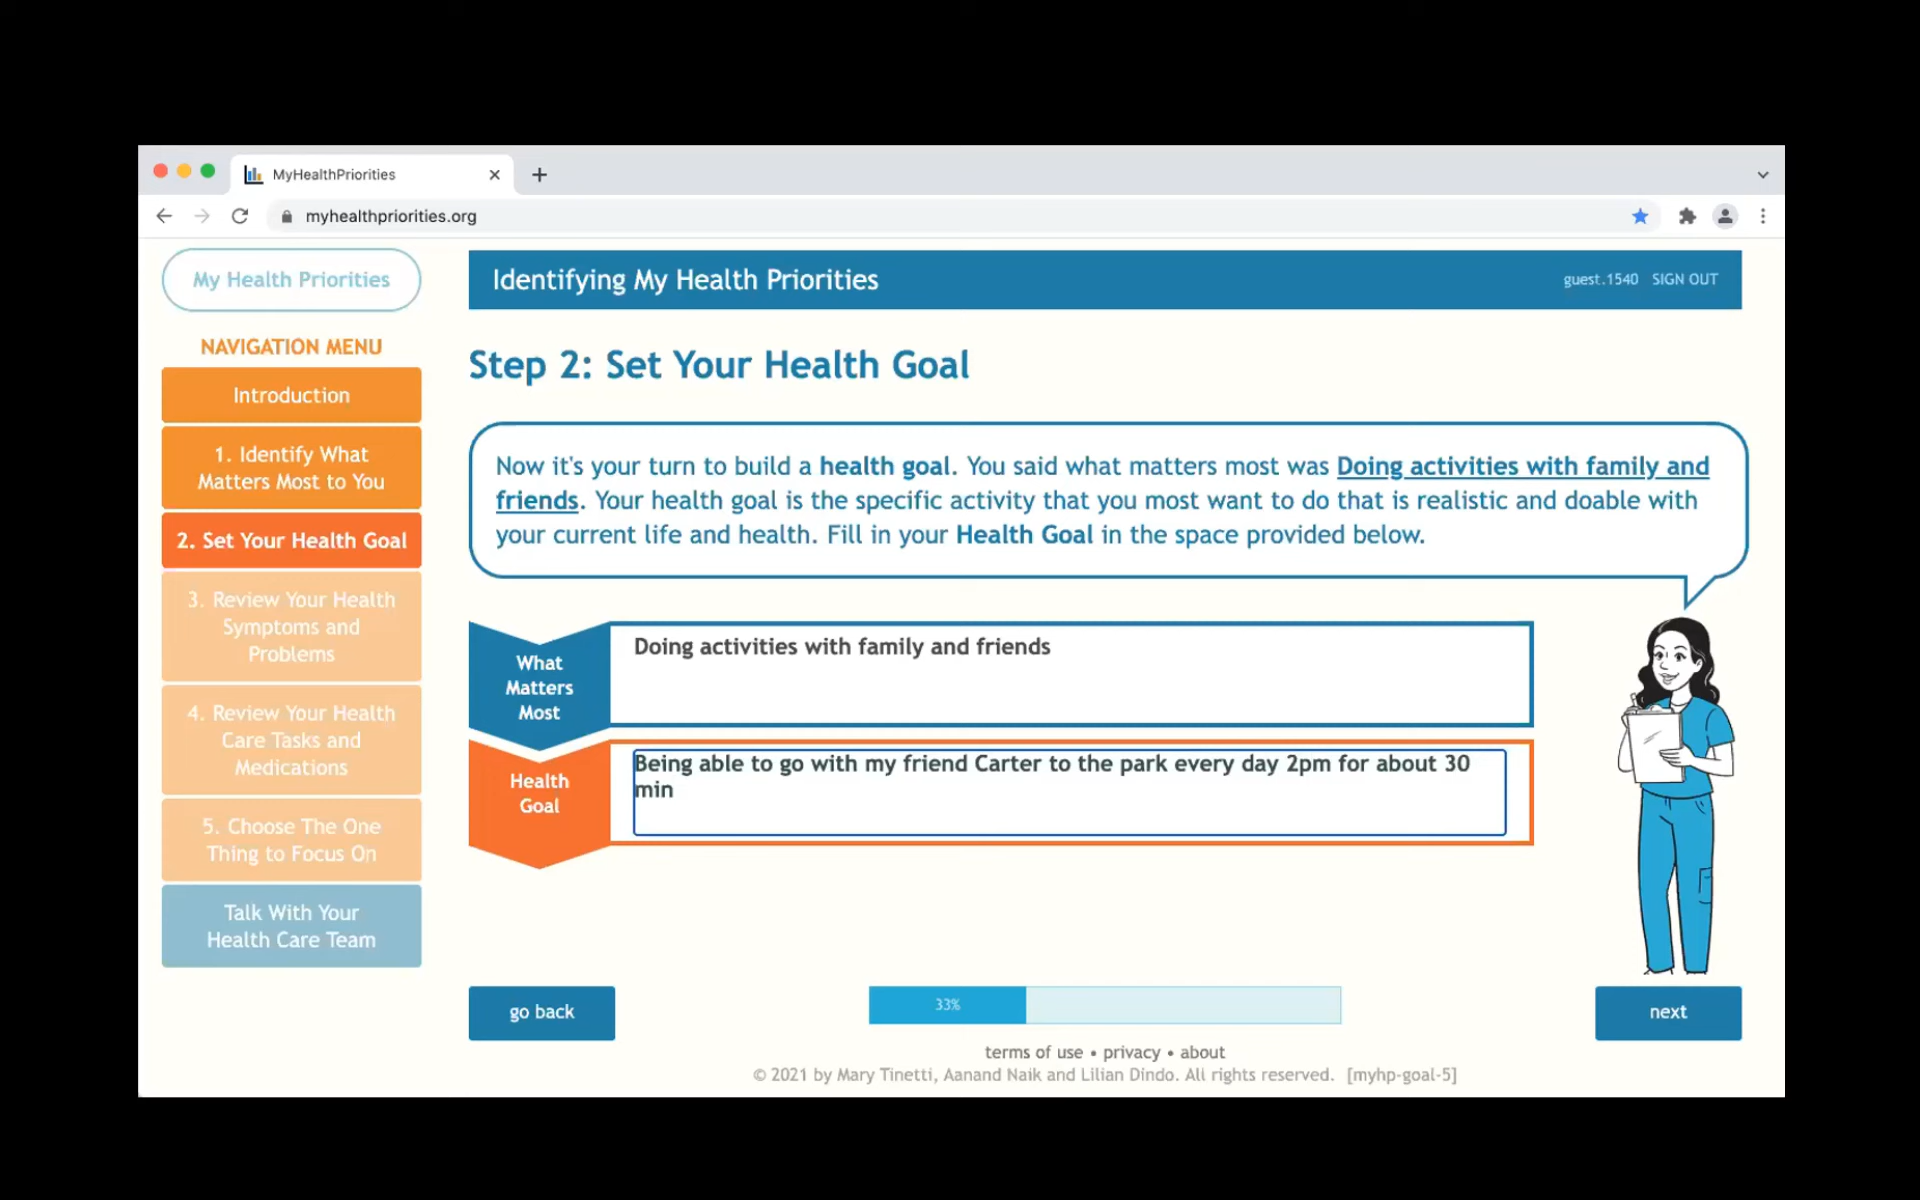 MyHealthPriorities
myhealthpriorities.org
My Health Priorities
NAVIGATION MENU
Introduction
1. Identify What
Matters Most to You
2. Set Your Health Goal
3. Review Your Health
Symptoms and
Problems
4. Review Your Health
Care Tasks and
Medications
5. Choose The One
Thing to Focus On
Talk With Your
Health Care Team
Identifying My Health Priorities
guest.1540 SIGN OUT
Step 2: Set Your Health Goal
Now it's your turn to build a health goal. You said what matters most was Doing activities with family and
friends. Your health goal is the specific activity that you most want to do that is realistic and doable with
your current life and health. Fill in your Health Goal in the space provided below.
What
Matters
Most
Doing activities with family and friends
Health
Goal
Being able to go with my friend Carter to the park every day 2pm for about 30
min
go back
33%
next
terms of use • privacy • about
© 2021 by Mary Tinetti, Aanand Naik and Lilian Dindo. All rights reserved. [myhp-goal-5]